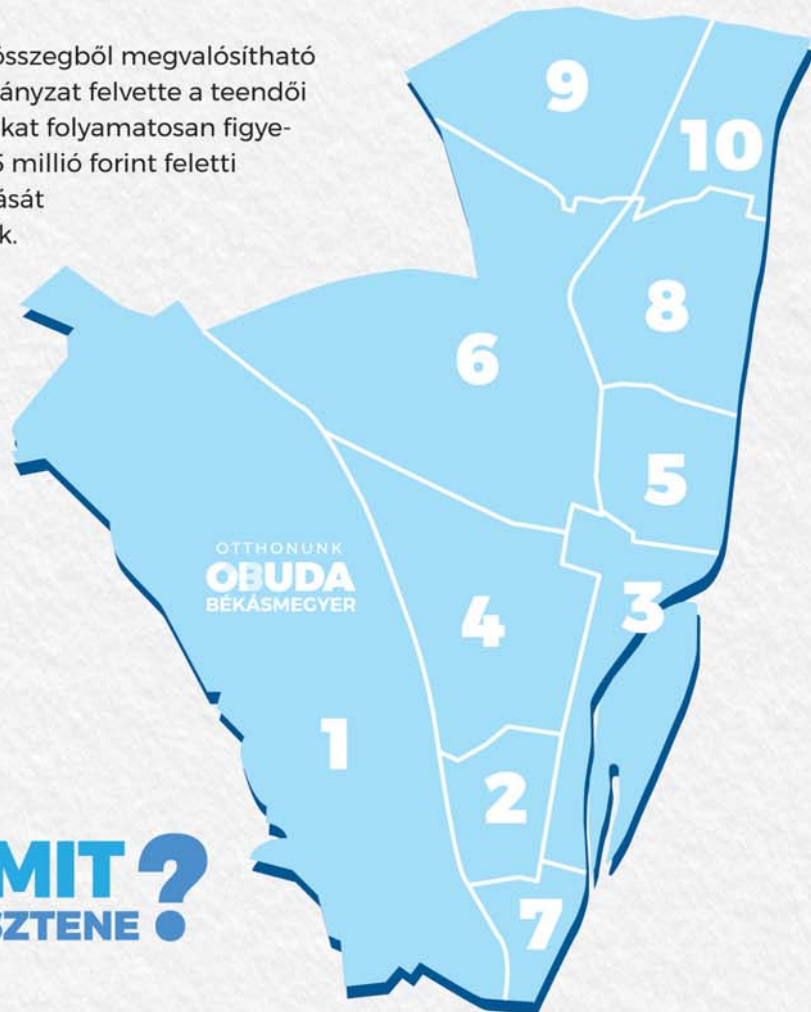 összegből megvalósítható
ányzat felvette a teendői
kat folyamatosan figye-
5 millió forint feletti
ását
k.
9
10
8
6
5
OTTHONUNK
ÓBUDA
BÉKÁSMEGYER
4
3
1
2
7
MIT ?
SZTENE